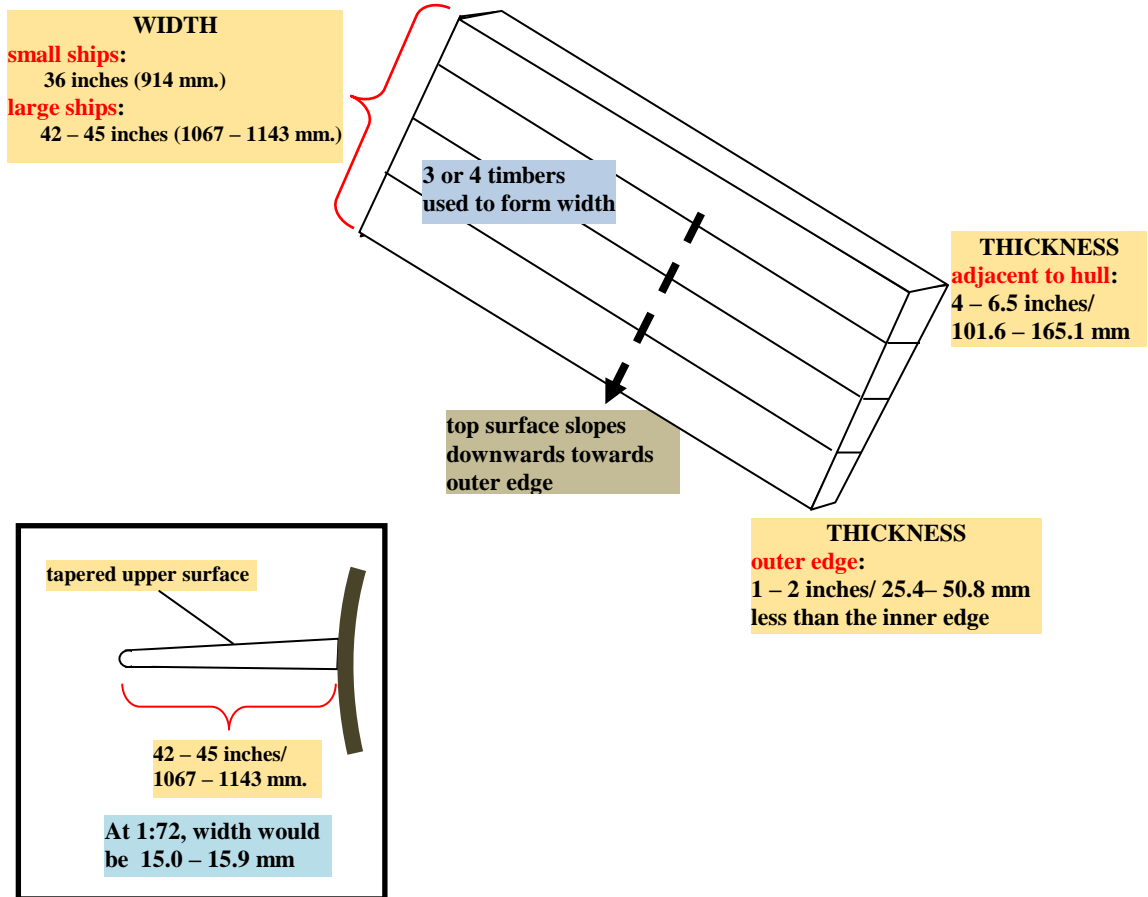 WIDTH
small ships:
36 inches (914 mm.)
large ships:
42 – 45 inches (1067 – 1143 mm.)
3 or 4 timbers
used to form width
THICKNESS
adjacent to hull:
4 – 6.5 inches/
101.6 – 165.1 mm
top surface slopes
downwards towards
outer edge
THICKNESS
outer edge:
1 – 2 inches/ 25.4– 50.8 mm
less than the inner edge
tapered upper surface
42 – 45 inches/
1067 – 1143 mm.
At 1:72, width would
be 15.0 – 15.9 mm